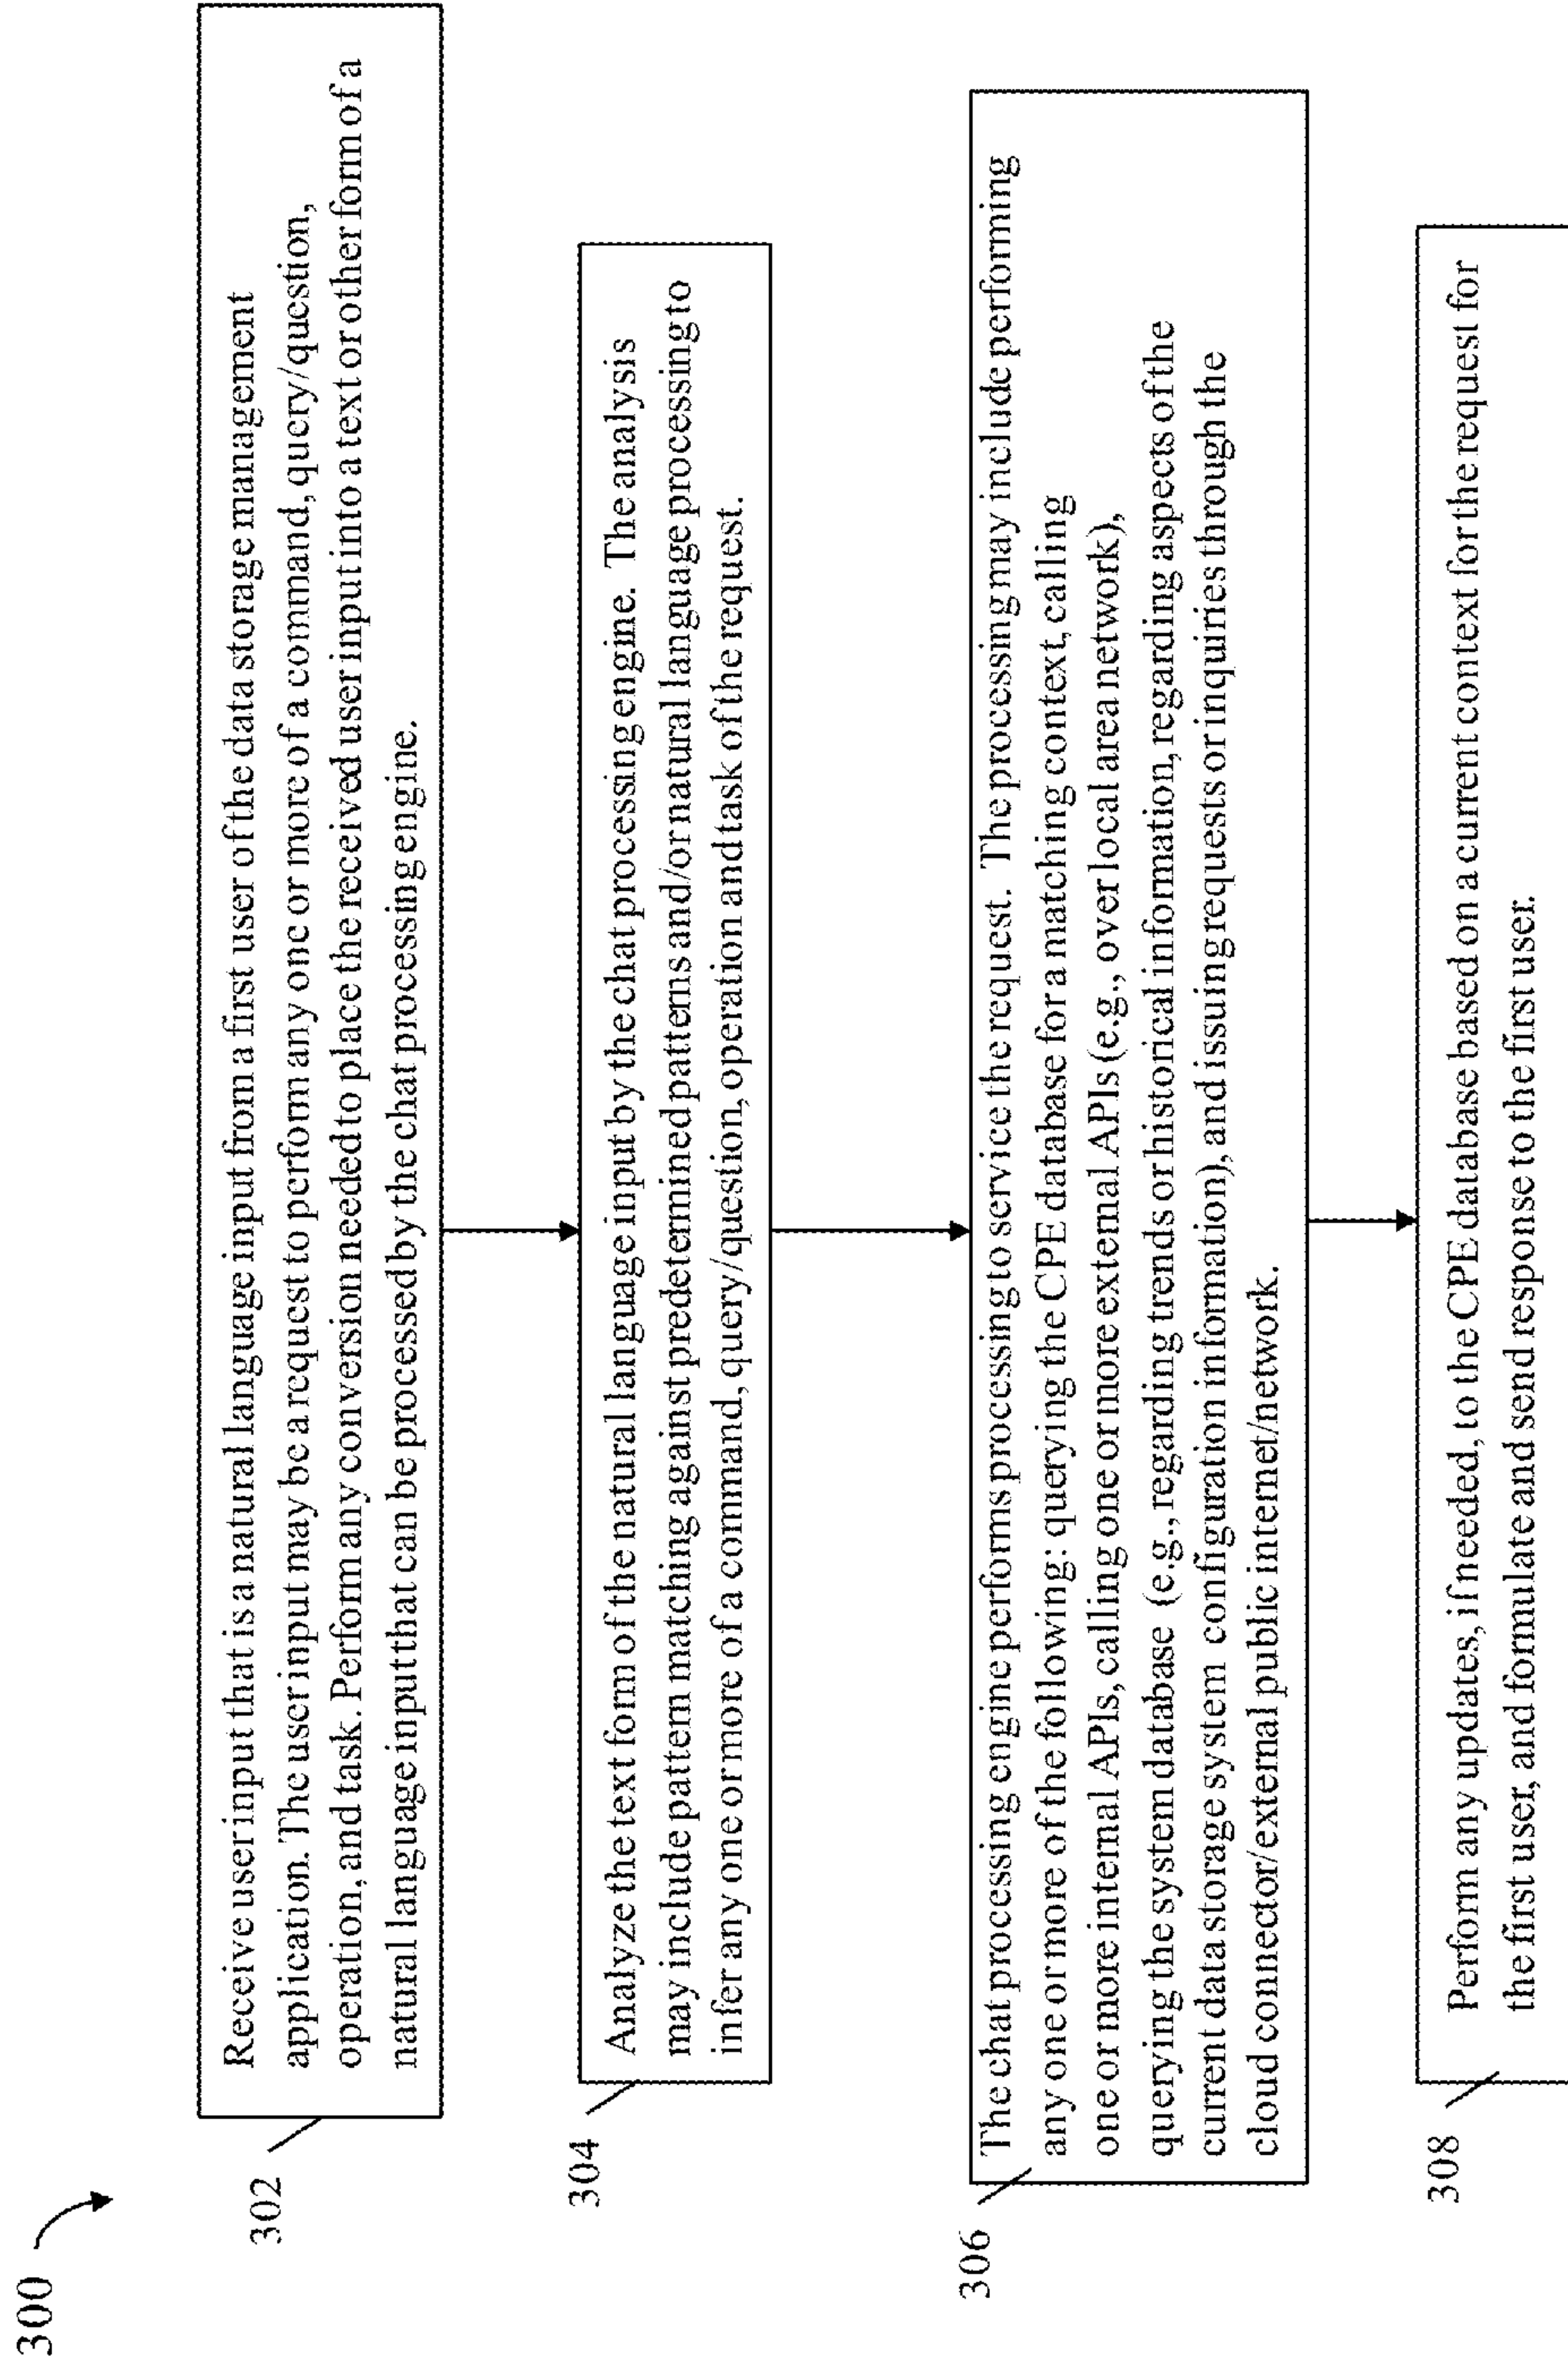 300
302
Receive user input that is a natural language input from a first user of the data storage management
application. The user input may be a request to perform any one or more of a command, query/question,
operation, and task. Perform any conversion needed to place the received user input into a text or other form of a
natural language input that can be processed by the chat processing engine.
304
Analyze the text form of the natural language input by the chat processing engine. The analysis
may include pattern matching against predetermined patterns and/or natural language processing to
infer any one or more of a command, query/question, operation and task of the request.
306
The chat processing engine performs processing to service the request. The processing may include performing
any one or more of the following: querying the CPE database for a matching context, calling
one or more internal APIs, calling one or more external APIs (e.g., over local area network),
querying the system database (e.g., regarding trends or historical information, regarding aspects of the
current data storage system configuration information), and issuing requests or inquiries through the
cloud connector/external public internet/network.
308
Perform any updates, if needed, to the CPE database based on a current context for the request for
the first user, and formulate and send response to the first user.